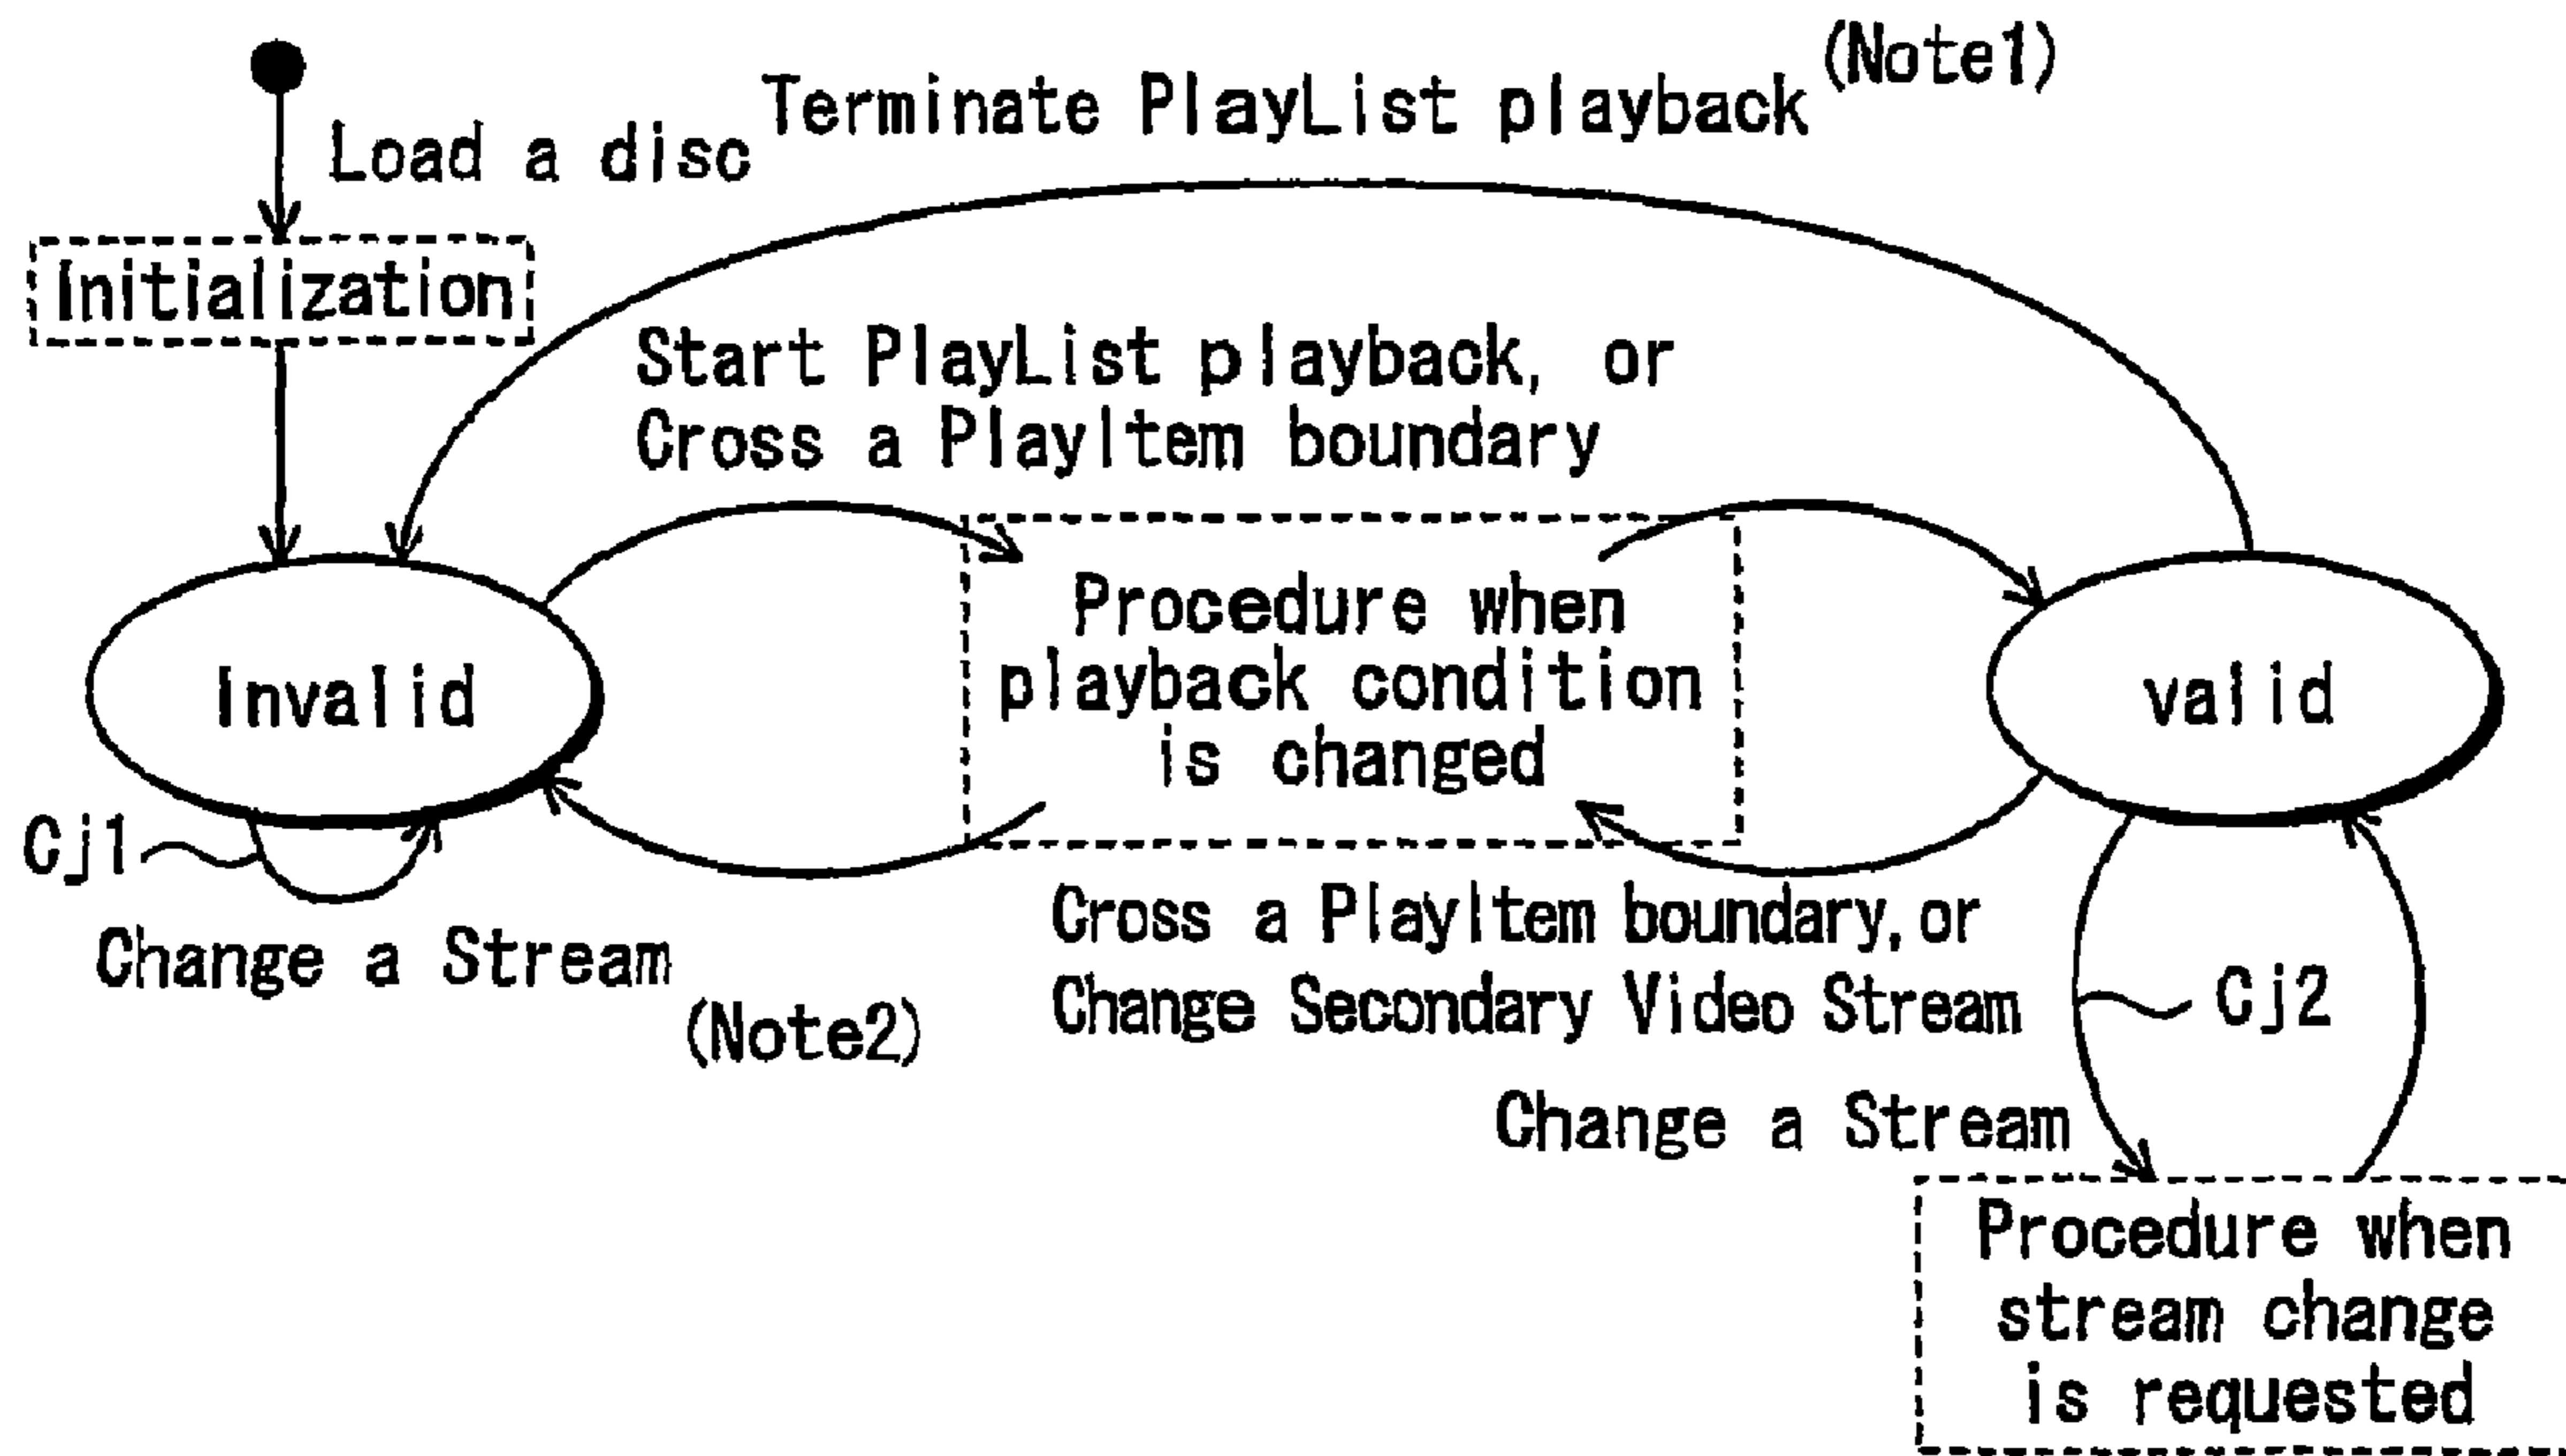 (Note1)
Terminate PlayList playback
Load a disc
Initialization
Start PlayList playback, or
Cross a PlayItem boundary
Procedure when
playback condition
is changed
Invalid
valid
Cj1
Change a Stream
(Note2)
Cross a PlayItem boundary, or
Change Secondary Video Stream
Cj2
Change a Stream
Procedure when
stream change
is requested